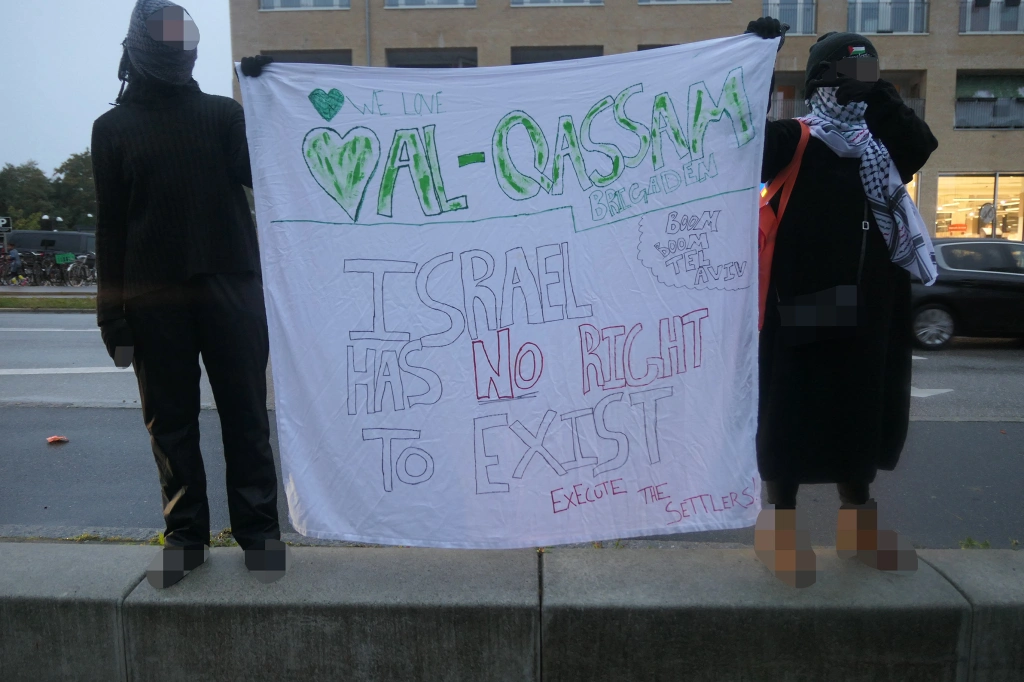 WE LOVE
AL-QASSAM
BRIGADEN
BOOM
BOOM
TEL
AVIV
ISRAEL
HAS NO RIGHT
TO EXIST
EXECUTE THE
SETTLERS!